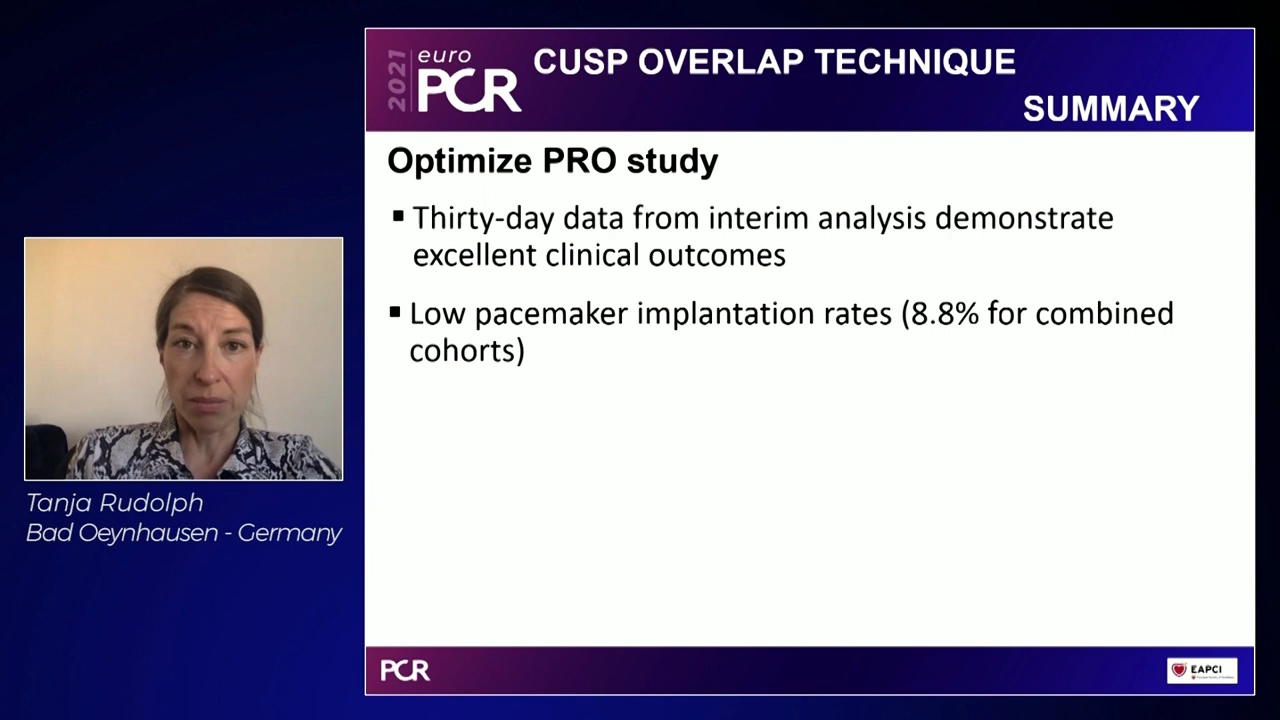 2021
euro
PCR
CUSP OVERLAP TECHNIQUE
SUMMARY
Optimize PRO study
▪ Thirty-day data from interim analysis demonstrate
excellent clinical outcomes
▪ Low pacemaker implantation rates (8.8% for combined
cohorts)
Tanja Rudolph
Bad Oeynhausen - Germany
PCR
EAPCI